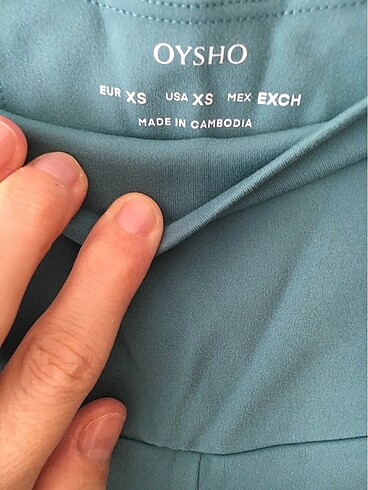 OYSHO
EUR XS USA XS MEX EXCH
MADE IN CAMBODIA